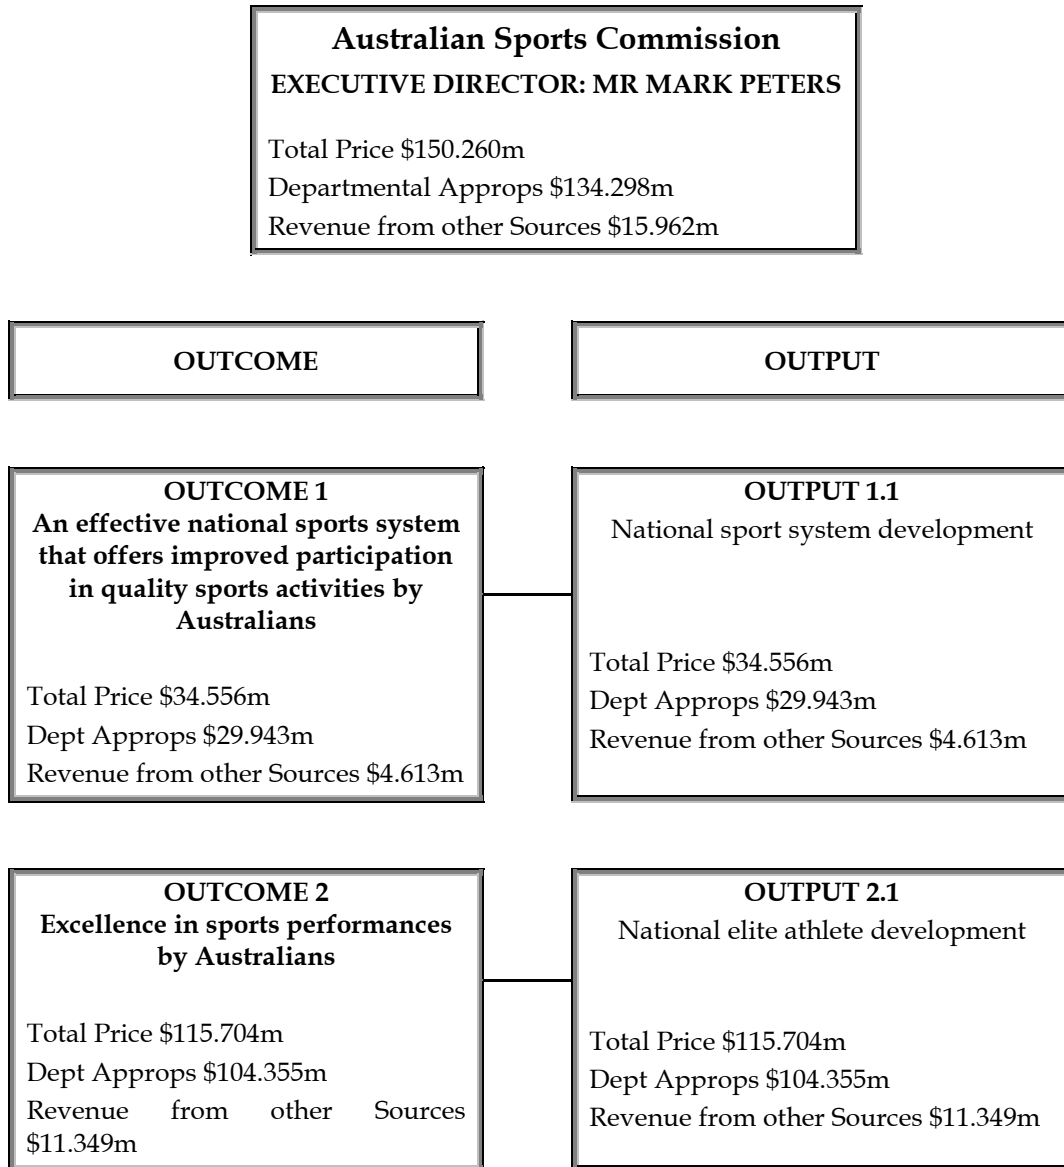 Australian Sports Commission
EXECUTIVE DIRECTOR: MR MARK PETERS
Total Price $150.260m
Departmental Approps $134.298m
Revenue from other Sources $15.962m
OUTCOME
OUTPUT
OUTCOME 1
An effective national sports system
that offers improved participation
in quality sports activities by
Australians
Total Price $34.556m
Dept Approps $29.943m
Revenue from other Sources $4.613m
OUTPUT 1.1
National sport system development
Total Price $34.556m
Dept Approps $29.943m
Revenue from other Sources $4.613m
OUTCOME 2
Excellence in sports performances
by Australians
Total Price $115.704m
Dept Approps $104.355m
Revenue from other Sources
$11.349m
OUTPUT 2.1
National elite athlete development
Total Price $115.704m
Dept Approps $104.355m
Revenue from other Sources $11.349m